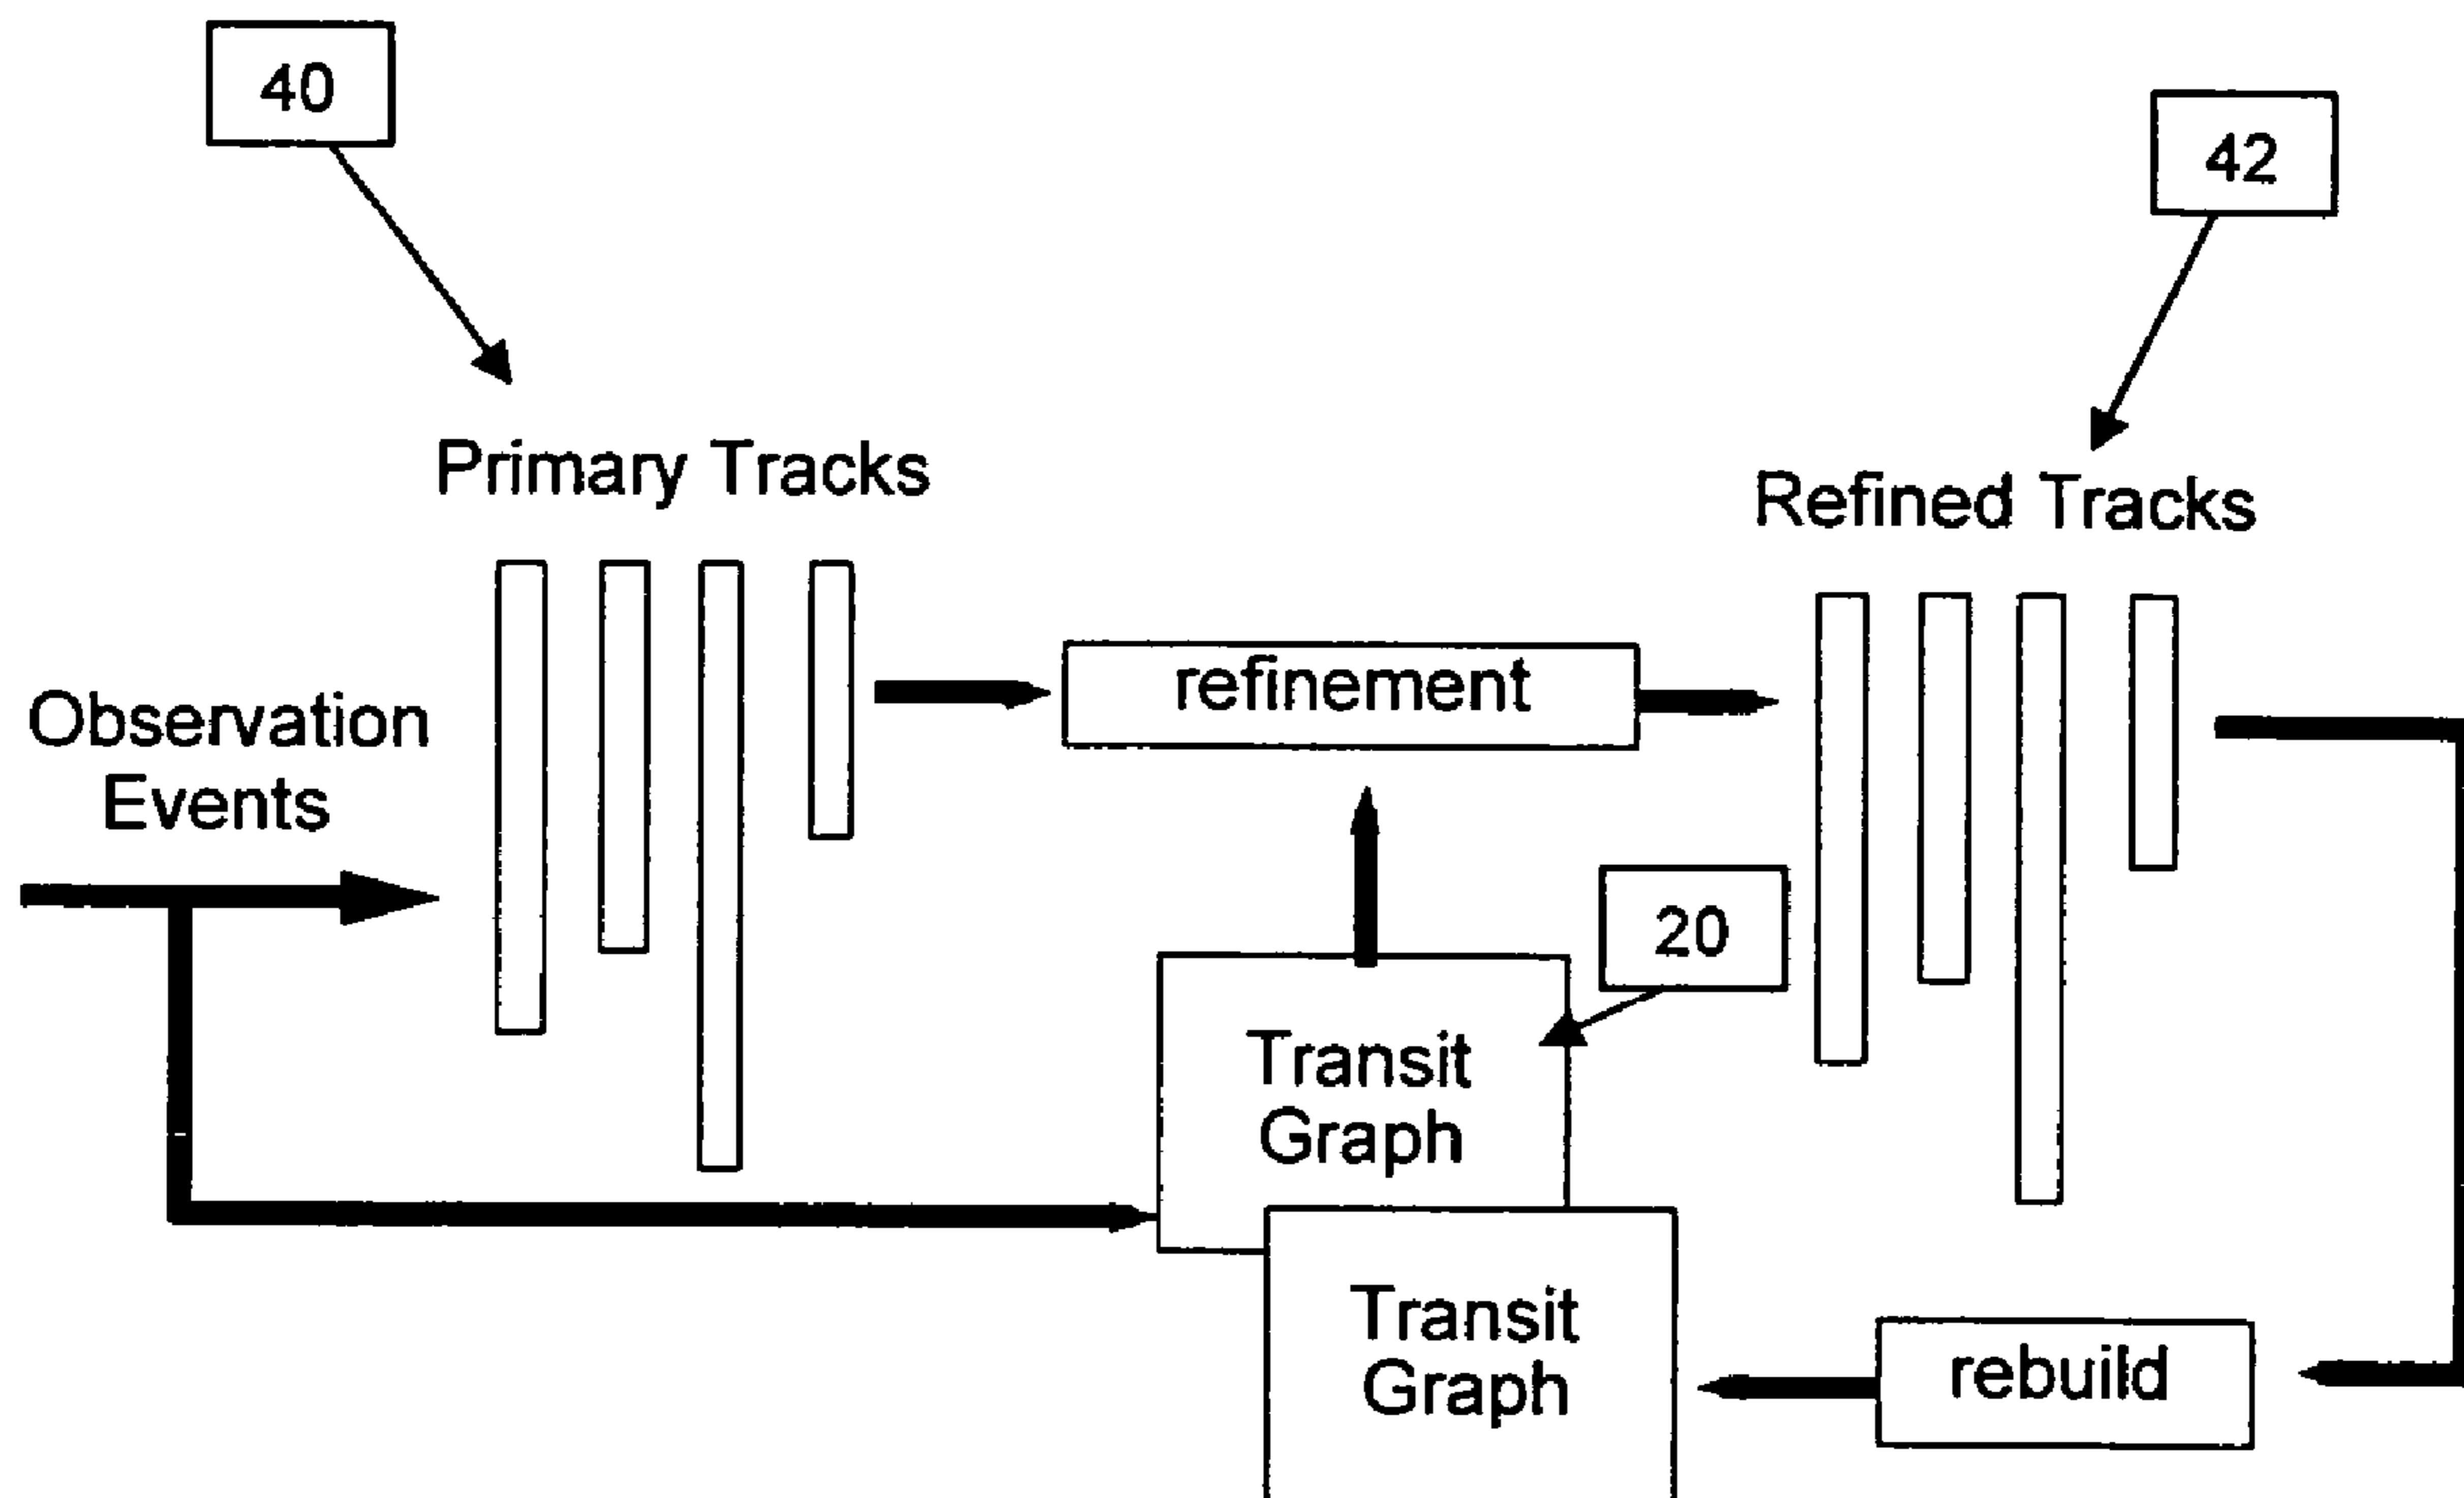 40
42
Primary Tracks
Refined Tracks
Observation
Events
refinement
20
Transit
Graph
Transit
Graph
rebuild